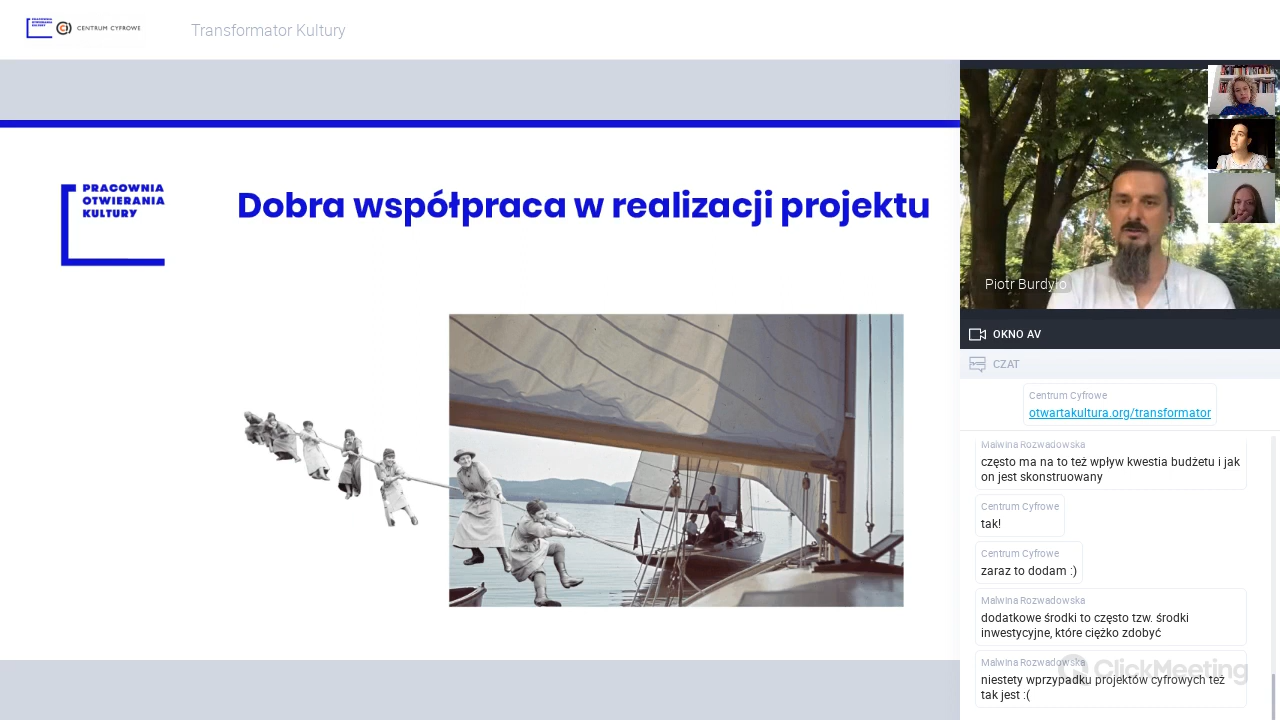 PRACOWNIA
OTWIERANIA
KULTURY
CENTRUM CYFROWE
Transformator Kultury
PRACOWNIA
OTWIERANIA
KULTURY
Dobra współpraca w realizacji projektu
Piotr Burdyło
OKNO AV
CZAT
Centrum Cyfrowe
otwartakultura.org/transformator
Malwina Rozwadowska
często ma na to też wpływ kwestia budżetu i jak
on jest skonstruowany
Centrum Cyfrowe
tak!
Centrum Cyfrowe
zaraz to dodam :)
Malwina Rozwadowska
dodatkowe środki to często tzw. środki
inwestycyjne, które ciężko zdobyć
Malwina Rozwadowska
niestety wprzypadku projektów cyfrowych też
tak jest :(
ClickMeeting